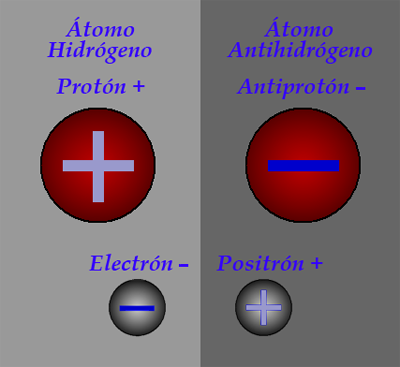 Átomo
Hidrógeno
Protón +
Electrón –
Átomo
Antihidrógeno
Antiprotón –
Positrón +